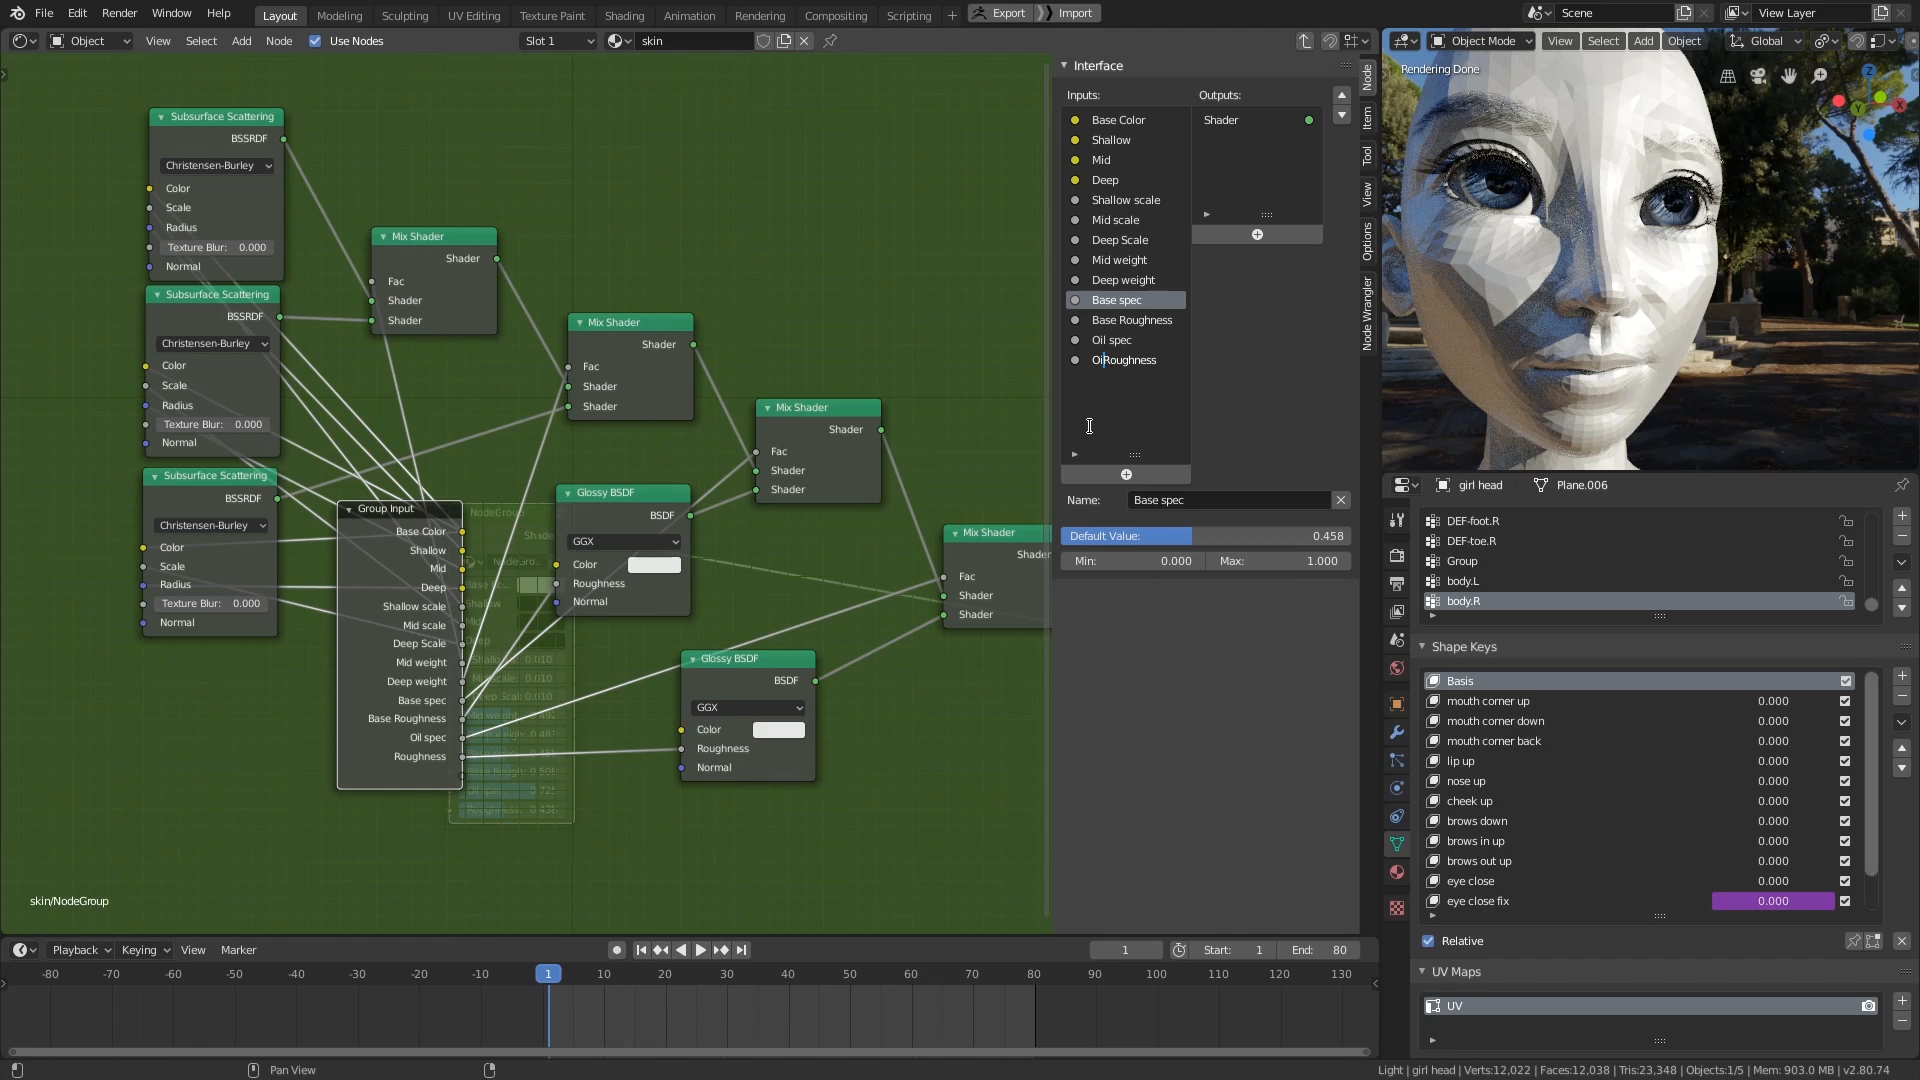 File Edit Render Window Help Layout Modeling Sculpting UV Editing Texture Paint Shading Animation Rendering Compositing Scripting + Export Import Scene View Layer
Object View Select Add Node Use Nodes Slot 1 skin
Object Mode View Select Add Object Global
Rendering Done
Z
Y
X
Subsurface Scattering
BSSRDF
Christensen-Burley
Color
Scale
Radius
Texture Blur: 0.000
Normal
Subsurface Scattering
BSSRDF
Christensen-Burley
Color
Scale
Radius
Texture Blur: 0.000
Normal
Subsurface Scattering
BSSRDF
Christensen-Burley
Color
Scale
Radius
Texture Blur: 0.000
Normal
Mix Shader
Shader
Fac
Shader
Shader
Mix Shader
Shader
Fac
Shader
Shader
Mix Shader
Shader
Fac
Shader
Shader
Group Input
Base Color
Shallow
Mid
Deep
Shallow scale
Mid scale
Deep Scale
Mid weight
Deep weight
Base spec
Base Roughness
Oil spec
Roughness
NodeGroup
Glossy BSDF
BSDF
GGX
Color
Roughness
Normal
Glossy BSDF
BSDF
GGX
Color
Roughness
Normal
Mix Shader
Shader
Fac
Shader
Shader
skin/NodeGroup
Interface
Inputs: Outputs:
Base Color
Shallow
Mid
Deep
Shallow scale
Mid scale
Deep Scale
Mid weight
Deep weight
Base spec
Base Roughness
Oil spec
OiRoughness
Shader
Name: Base spec
Default Value: 0.458
Min: 0.000 Max: 1.000
Node
Item
Tool
View
Options
Node Wrangler
girl head Plane.006
DEF-foot.R
DEF-toe.R
Group
body.L
body.R
Shape Keys
Basis
mouth corner up 0.000
mouth corner down 0.000
mouth corner back 0.000
lip up 0.000
nose up 0.000
cheek up 0.000
brows down 0.000
brows in up 0.000
brows out up 0.000
eye close 0.000
eye close fix 0.000
Relative
UV Maps
UV
Playback Keying View Marker 1 Start: 1 End: 80
-80 -70 -60 -50 -40 -30 -20 -10 1 10 20 30 40 50 60 70 80 90 100 110 120 130
Pan View
Light | girl head | Verts:12,022 | Faces:12,038 | Tris:23,348 | Objects:1/5 | Mem: 903.0 MB | v2.80.74